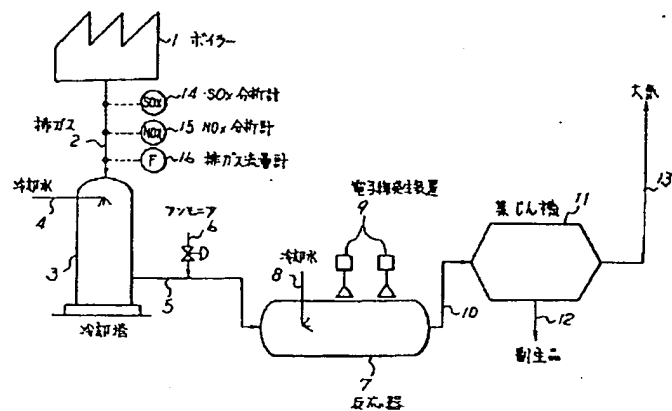 1 ボイラー
SOx 14 SOx 分析計
排ガス
2
NOx 15 NOx 分析計
F 16 排ガス流量計
冷却水
4
アンモニア
6
3
5
冷却塔
電子線発生装置
9
冷却水
8
7
反応器
10
集じん機
11
12
副生品
大気
13